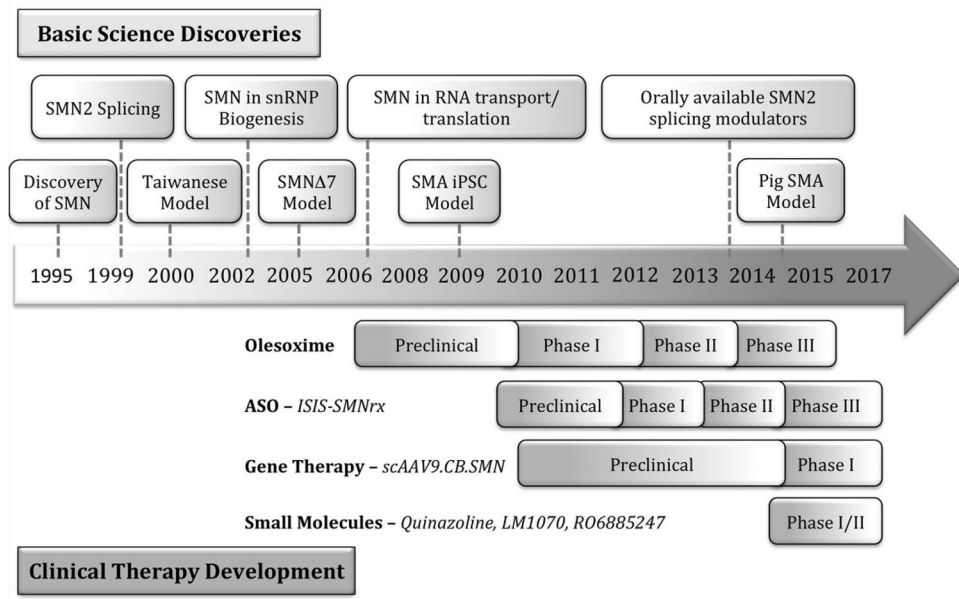 Basic Science Discoveries
SMN2 Splicing
SMN in snRNP
Biogenesis
SMN in RNA transport/
translation
Orally available SMN2
splicing modulators
Discovery
of SMN
Taiwanese
Model
SMNΔ7
Model
SMA iPSC
Model
Pig SMA
Model
1995 1999 2000 2002 2005 2006 2008 2009 2010 2011 2012 2013 2014 2015 2017
Olesoxime Preclinical Phase I Phase II Phase III
ASO – ISIS-SMNrx Preclinical Phase I Phase II Phase III
Gene Therapy – scAAV9.CB.SMN Preclinical Phase I
Small Molecules – Quinazoline, LM1070, RO6885247 Phase I/II
Clinical Therapy Development